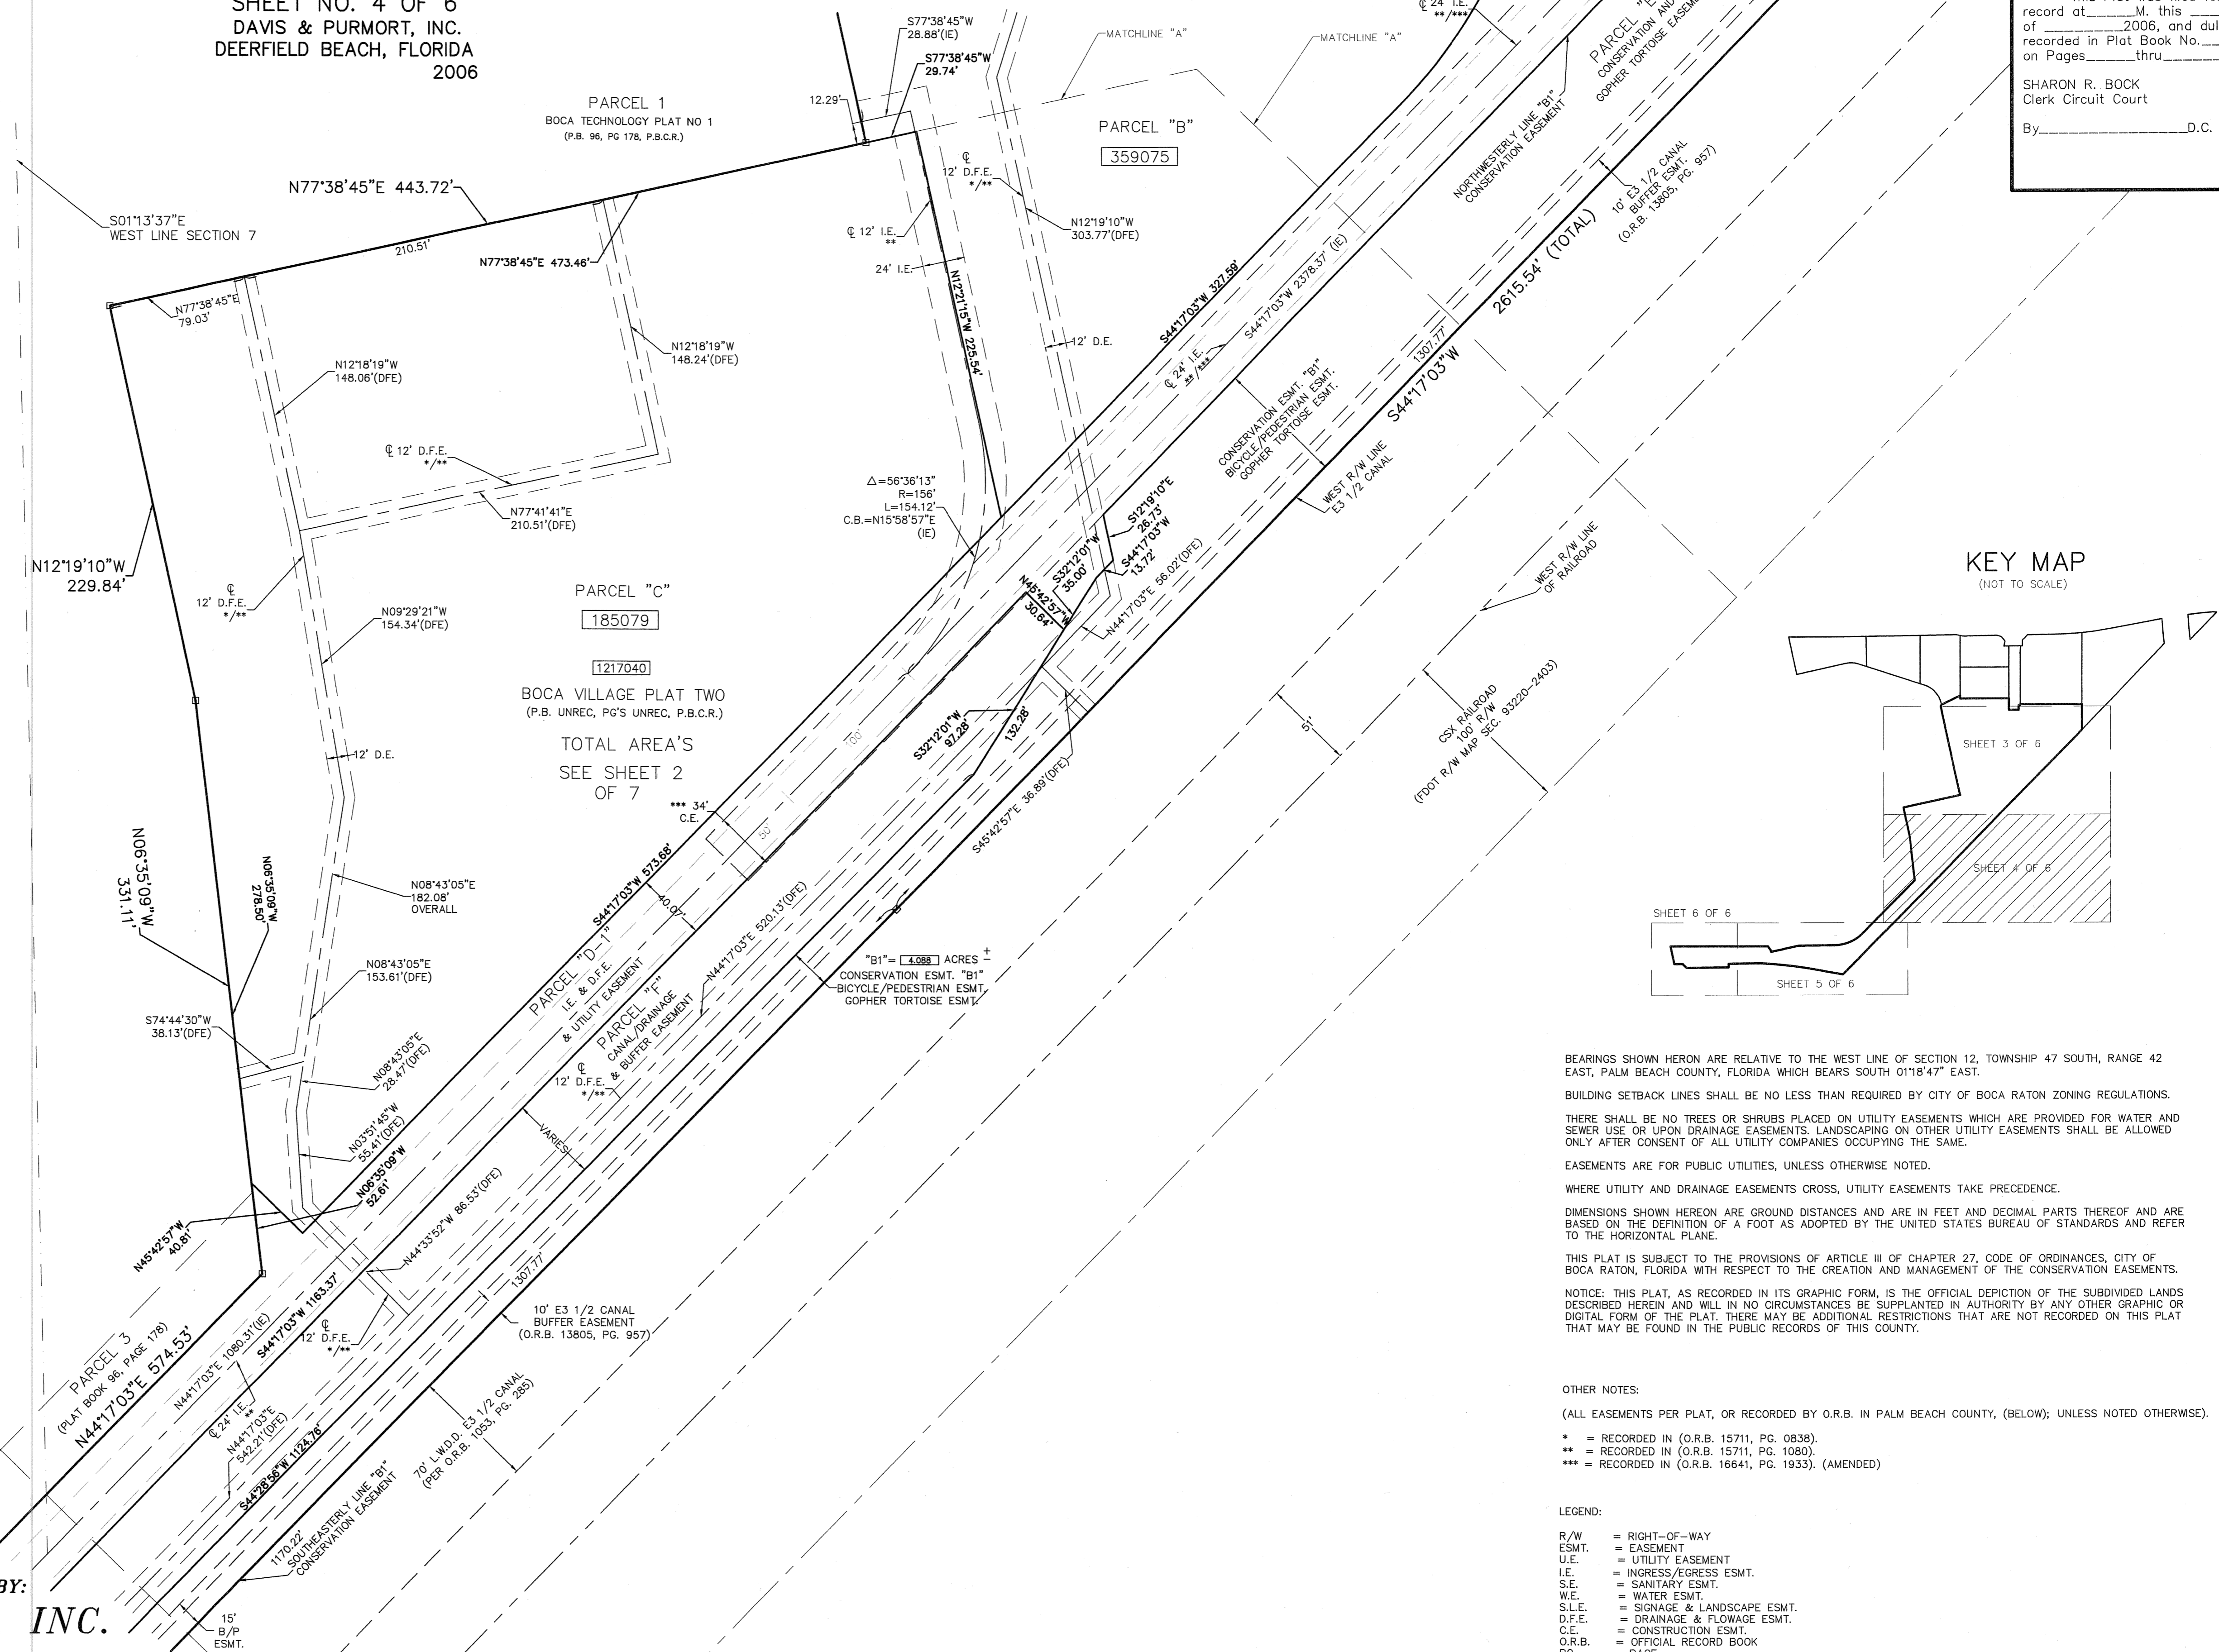 SHEET NO. 4 OF 6
DAVIS & PURMORT, INC.
DEERFIELD BEACH, FLORIDA
2006
S77°38'45"W
28.88'(IE)
S77°38'45"W
29.74'
12.29'
MATCHLINE "A"
MATCHLINE "A"
℄ 24' I.E.
**/***
PARCEL
CONSERVATION AND
GOPHER TORTOISE
record at_____M. this
of ________2006, and
recorded in Plat Book No.
on Pages_____thru
SHARON R. BOCK
Clerk Circuit Court
By_______________D.C.
PARCEL 1
BOCA TECHNOLOGY PLAT NO 1
(P.B. 96, PG 178, P.B.C.R.)
PARCEL "B"
359075
S01°13'37"E
WEST LINE SECTION 7
N77°38'45"E 443.72'
210.51'
N77°38'45"E 473.46'
N77°38'45"E
79.03'
℄
12' D.F.E.
*/**
N12°19'10"W
303.77'(DFE)
℄ 12' I.E.
**
24' I.E.
N12°21'15"W 225.54'
12' D.E.
NORTHWESTERLY LINE "B1"
CONSERVATION EASEMENT
10' E3 1/2 CANAL
BUFFER ESMT.
(O.R.B. 13805, PG. 957)
S44°17'03"W 327.59'
S44°17'03"W 2378.37' (IE)
℄ 24' I.E.
**/***
2615.54' (TOTAL)
1307.77'
S44°17'03"W
CONSERVATION ESMT. "B1"
BICYCLE/PEDESTRIAN ESMT.
GOPHER TORTOISE ESMT.
WEST R/W LINE
E3 1/2 CANAL
WEST R/W LINE
OF RAILROAD
N12°18'19"W
148.06'(DFE)
N12°18'19"W
148.24'(DFE)
℄ 12' D.F.E.
*/**
N77°41'41"E
210.51'(DFE)
△=56°36'13"
R=156'
L=154.12'
C.B.=N15°58'57"E
(IE)
S12°19'10"E
26.73'
S44°17'03"W
13.72'
S32°12'01"W
35.00'
N45°42'57"W
30.64'
N44°17'03"E 56.02'(DFE)
N12°19'10"W
229.84'
℄
12' D.F.E.
*/**
N09°29'21"W
154.34'(DFE)
PARCEL "C"
185079
1217040
BOCA VILLAGE PLAT TWO
(P.B. UNREC, PG'S UNREC, P.B.C.R.)
TOTAL AREA'S
SEE SHEET 2
OF 7
12' D.E.
*** 34'
C.E.
100'
50'
S32°12'01"W
97.28'
132.28'
S45°42'57"E 36.89'(DFE)
51'
CSX RAILROAD
100' R/W
(FDOT R/W MAP SEC. 93220-2403)
KEY MAP
(NOT TO SCALE)
SHEET 3 OF 6
SHEET 4 OF 6
SHEET 6 OF 6
SHEET 5 OF 6
N06°35'09"W
331.11'
N06°35'09"W
278.50'
N08°43'05"E
182.08'
OVERALL
N08°43'05"E
153.61'(DFE)
S74°44'30"W
38.13'(DFE)
N08°43'05"E
28.47'(DFE)
N03°51'45"W
55.41'(DFE)
N06°35'09"W
52.61'
N45°42'57"W
40.81'
S44°17'03"W 573.68'
40.07'
PARCEL "D-1"
I.E. & D.F.E.
& UTILITY EASEMENT
PARCEL "F"
CANAL/DRAINAGE
& BUFFER EASEMENT
℄
12' D.F.E.
*/**
N44°17'03"E 520.13'(DFE)
"B1"= 4.088 ACRES ±
CONSERVATION ESMT. "B1"
BICYCLE/PEDESTRIAN ESMT.
GOPHER TORTOISE ESMT.
VARIES
N44°33'52"W 86.53'(DFE)
1307.77'
10' E3 1/2 CANAL
BUFFER EASEMENT
(O.R.B. 13805, PG. 957)
℄
12' D.F.E.
*/**
PARCEL 3
(PLAT BOOK 96, PAGE 178)
N44°17'03"E 574.53'
N44°17'03"E 1080.31'(IE)
S44°17'03"W 1163.37'
℄ 24' I.E.
**
N44°17'03"E
542.21'(DFE)
S44°28'56"W 1124.76'
70' L.W.D.D. E3 1/2 CANAL
(PER O.R.B. 1053, PG. 285)
1170.22'
SOUTHEASTERLY LINE "B1"
CONSERVATION EASEMENT
15'
B/P
ESMT.
BY:
INC.
BEARINGS SHOWN HERON ARE RELATIVE TO THE WEST LINE OF SECTION 12, TOWNSHIP 47 SOUTH, RANGE 42
EAST, PALM BEACH COUNTY, FLORIDA WHICH BEARS SOUTH 01°18'47" EAST.
BUILDING SETBACK LINES SHALL BE NO LESS THAN REQUIRED BY CITY OF BOCA RATON ZONING REGULATIONS.
THERE SHALL BE NO TREES OR SHRUBS PLACED ON UTILITY EASEMENTS WHICH ARE PROVIDED FOR WATER AND
SEWER USE OR UPON DRAINAGE EASEMENTS. LANDSCAPING ON OTHER UTILITY EASEMENTS SHALL BE ALLOWED
ONLY AFTER CONSENT OF ALL UTILITY COMPANIES OCCUPYING THE SAME.
EASEMENTS ARE FOR PUBLIC UTILITIES, UNLESS OTHERWISE NOTED.
WHERE UTILITY AND DRAINAGE EASEMENTS CROSS, UTILITY EASEMENTS TAKE PRECEDENCE.
DIMENSIONS SHOWN HEREON ARE GROUND DISTANCES AND ARE IN FEET AND DECIMAL PARTS THEREOF AND ARE
BASED ON THE DEFINITION OF A FOOT AS ADOPTED BY THE UNITED STATES BUREAU OF STANDARDS AND REFER
TO THE HORIZONTAL PLANE.
THIS PLAT IS SUBJECT TO THE PROVISIONS OF ARTICLE III OF CHAPTER 27, CODE OF ORDINANCES, CITY OF
BOCA RATON, FLORIDA WITH RESPECT TO THE CREATION AND MANAGEMENT OF THE CONSERVATION EASEMENTS.
NOTICE: THIS PLAT, AS RECORDED IN ITS GRAPHIC FORM, IS THE OFFICIAL DEPICTION OF THE SUBDIVIDED LANDS
DESCRIBED HEREIN AND WILL IN NO CIRCUMSTANCES BE SUPPLANTED IN AUTHORITY BY ANY OTHER GRAPHIC OR
DIGITAL FORM OF THE PLAT. THERE MAY BE ADDITIONAL RESTRICTIONS THAT ARE NOT RECORDED ON THIS PLAT
THAT MAY BE FOUND IN THE PUBLIC RECORDS OF THIS COUNTY.
OTHER NOTES:
(ALL EASEMENTS PER PLAT, OR RECORDED BY O.R.B. IN PALM BEACH COUNTY, (BELOW); UNLESS NOTED OTHERWISE).
* = RECORDED IN (O.R.B. 15711, PG. 0838).
** = RECORDED IN (O.R.B. 15711, PG. 1080).
*** = RECORDED IN (O.R.B. 16641, PG. 1933). (AMENDED)
LEGEND:
R/W = RIGHT-OF-WAY
ESMT. = EASEMENT
U.E. = UTILITY EASEMENT
I.E. = INGRESS/EGRESS ESMT.
S.E. = SANITARY ESMT.
W.E. = WATER ESMT.
S.L.E. = SIGNAGE & LANDSCAPE ESMT.
D.F.E. = DRAINAGE & FLOWAGE ESMT.
C.E. = CONSTRUCTION ESMT.
O.R.B. = OFFICIAL RECORD BOOK